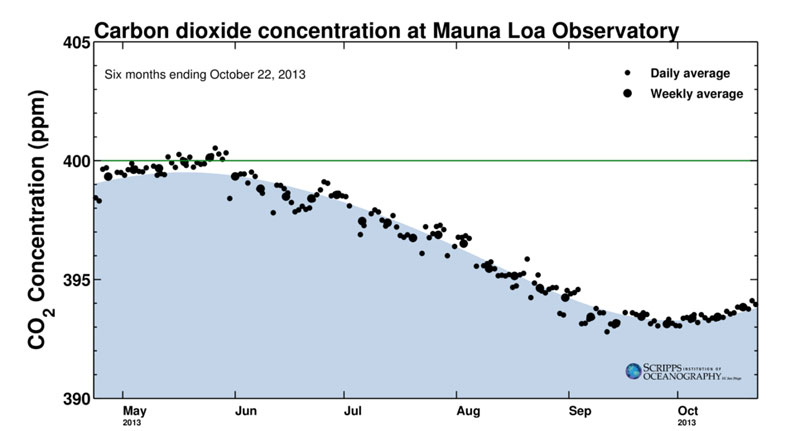 Carbon dioxide concentration at Mauna Loa Observatory
405
Six months ending October 22, 2013
Daily average
Weekly average
400
CO2 Concentration (ppm)
395
SCRIPPS INSTITUTION OF
OCEANOGRAPHY
390
May Jun Jul Aug Sep Oct
2013 2013